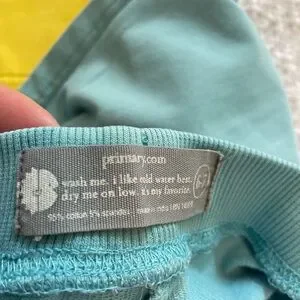 primary.com
wash me. i like cold water best.
dry me on low. it's my favorite.
95% cotton 5% spandex